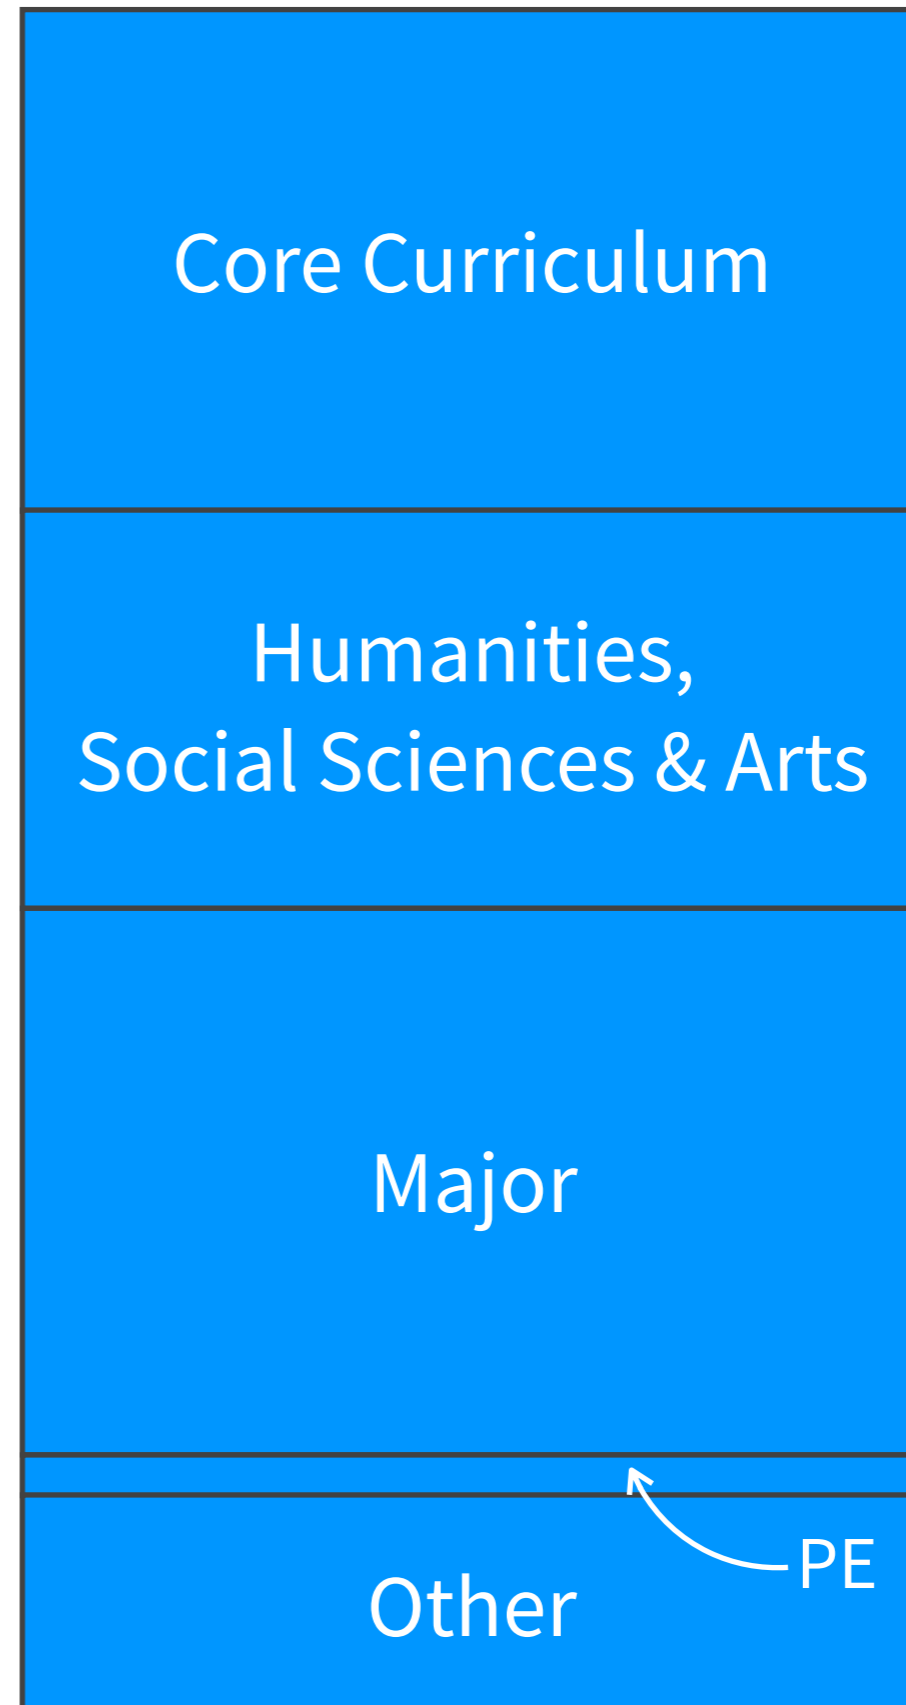 Core Curriculum
Humanities,
Social Sciences & Arts
Major
PE
Other